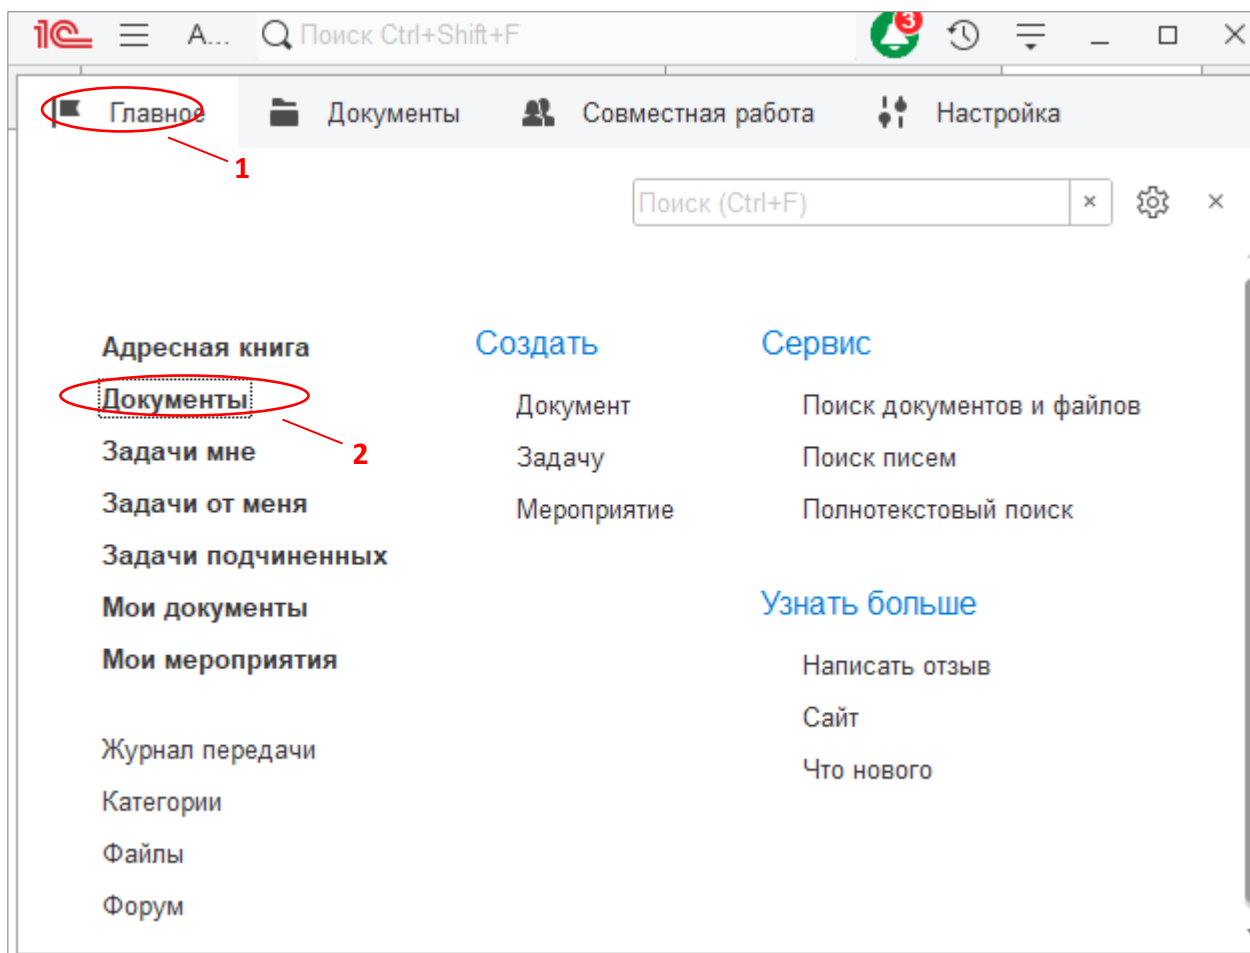 1С А... Поиск Ctrl+Shift+F 3
Главное Документы Совместная работа Настройка
1
Поиск (Ctrl+F)
Адресная книга
Документы
2
Задачи мне
Задачи от меня
Задачи подчиненных
Мои документы
Мои мероприятия
Журнал передачи
Категории
Файлы
Форум
Создать
Документ
Задачу
Мероприятие
Сервис
Поиск документов и файлов
Поиск писем
Полнотекстовый поиск
Узнать больше
Написать отзыв
Сайт
Что нового